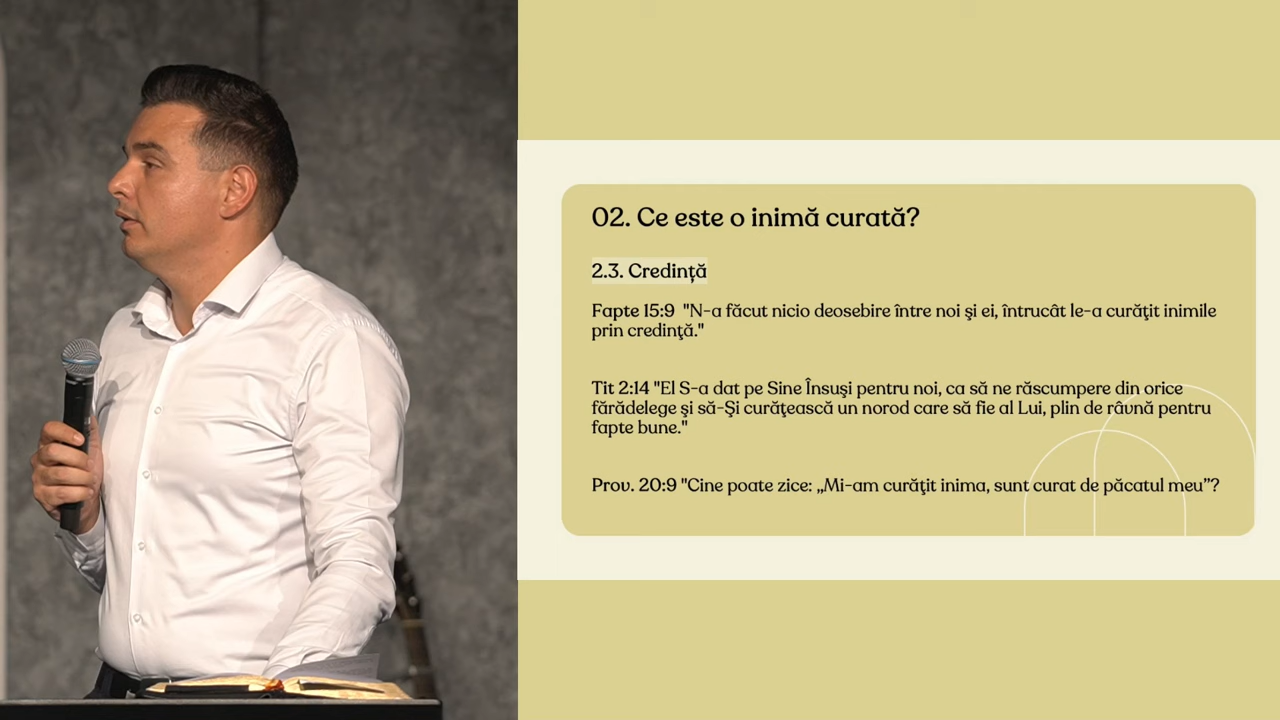 02. Ce este o inimă curată?
2.3. Credință
Fapte 15:9 "N-a făcut nicio deosebire între noi şi ei, întrucât le-a curăţit inimile
prin credinţă."
Tit 2:14 "El S-a dat pe Sine Însuşi pentru noi, ca să ne răscumpere din orice
fărădelege şi să-Şi curăţească un norod care să fie al Lui, plin de râvnă pentru
fapte bune."
Prov. 20:9 "Cine poate zice: „Mi-am curăţit inima, sunt curat de păcatul meu”?